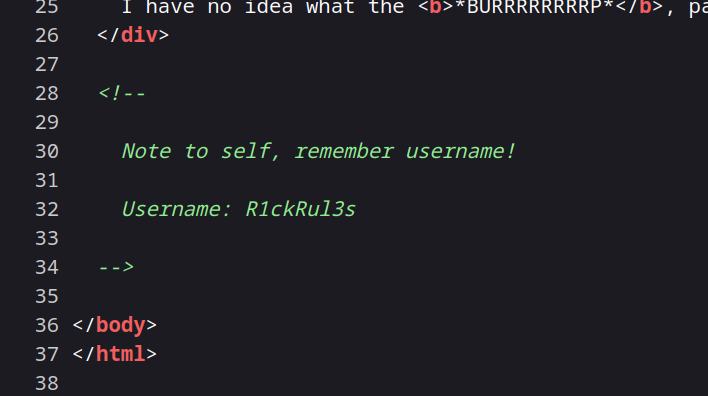 25 I have no idea what the <b>*BURRRRRRRRP*</b>, pa
26 </div>
27
28 <!--
29
30 Note to self, remember username!
31
32 Username: R1ckRul3s
33
34 -->
35
36 </body>
37 </html>
38